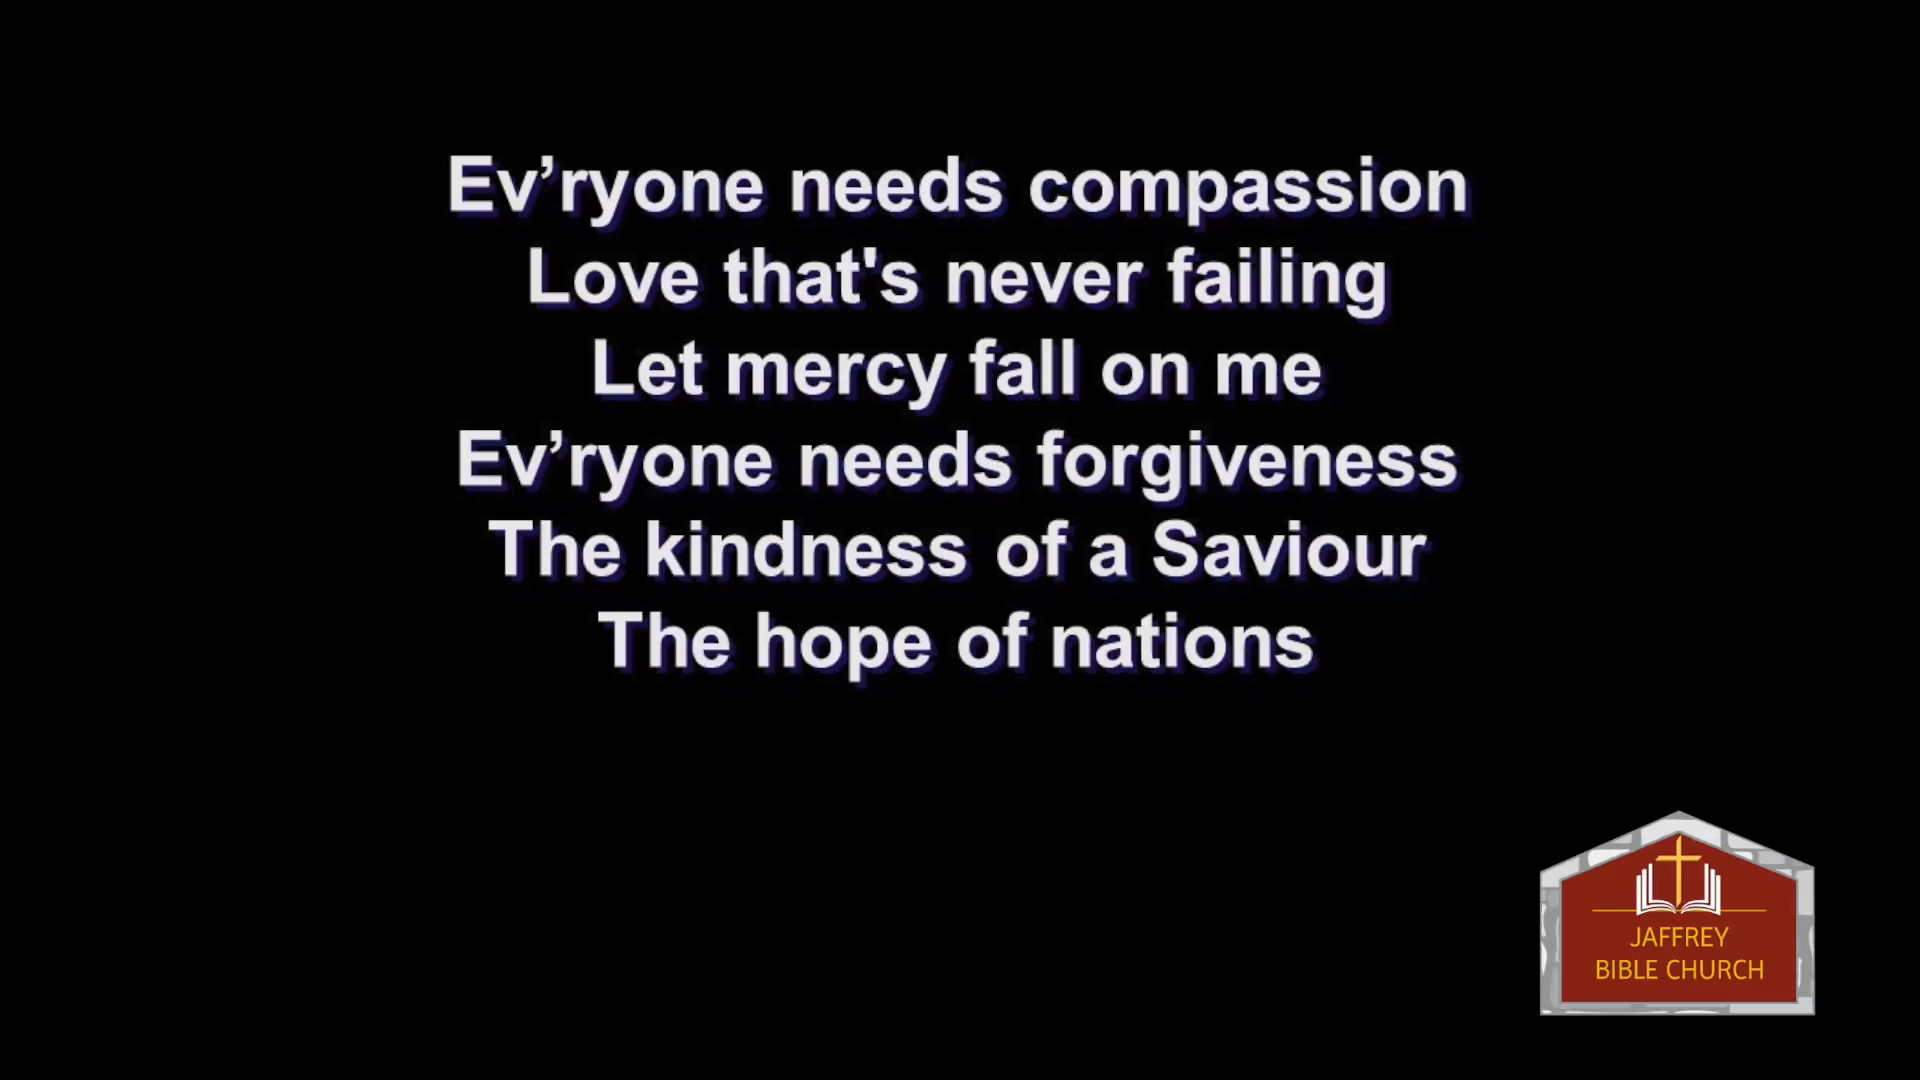 Ev’ryone needs compassion
Love that's never failing
Let mercy fall on me
Ev’ryone needs forgiveness
The kindness of a Saviour
The hope of nations
JAFFREY
BIBLE CHURCH